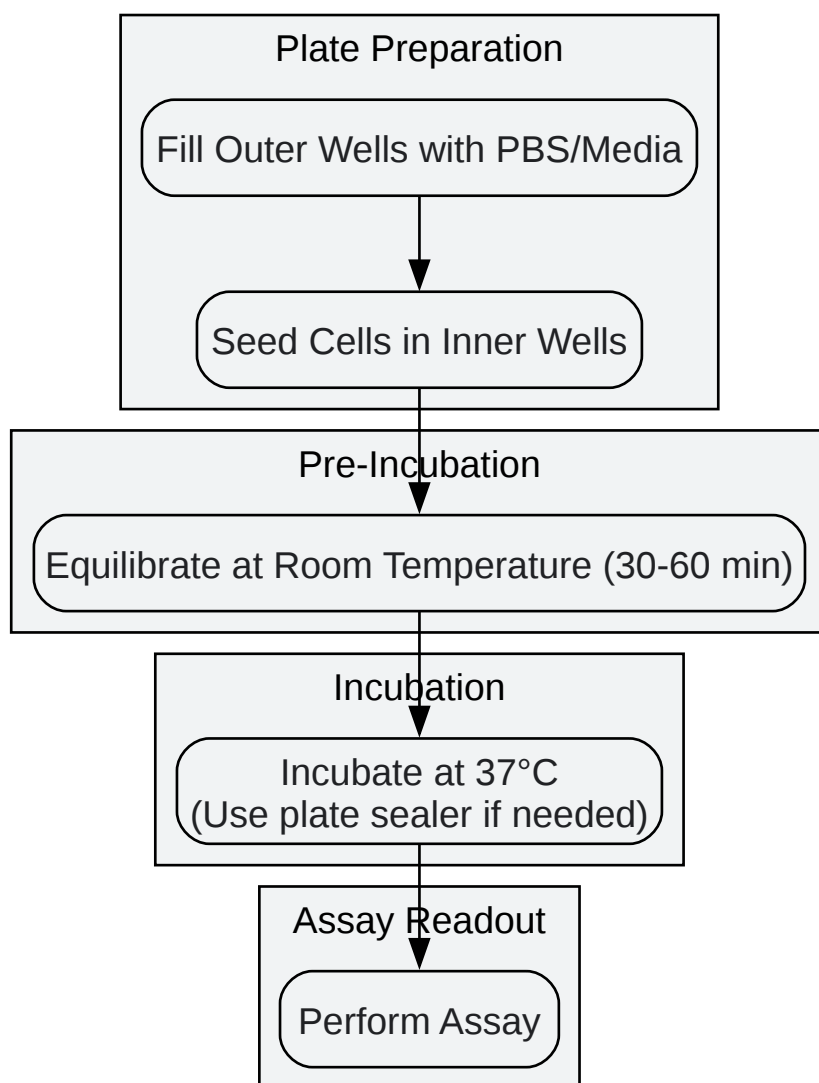 Plate Preparation
Fill Outer Wells with PBS/Media
Seed Cells in Inner Wells
Pre-Incubation
Equilibrate at Room Temperature (30-60 min)
Incubation
Incubate at 37°C
(Use plate sealer if needed)
Assay Readout
Perform Assay